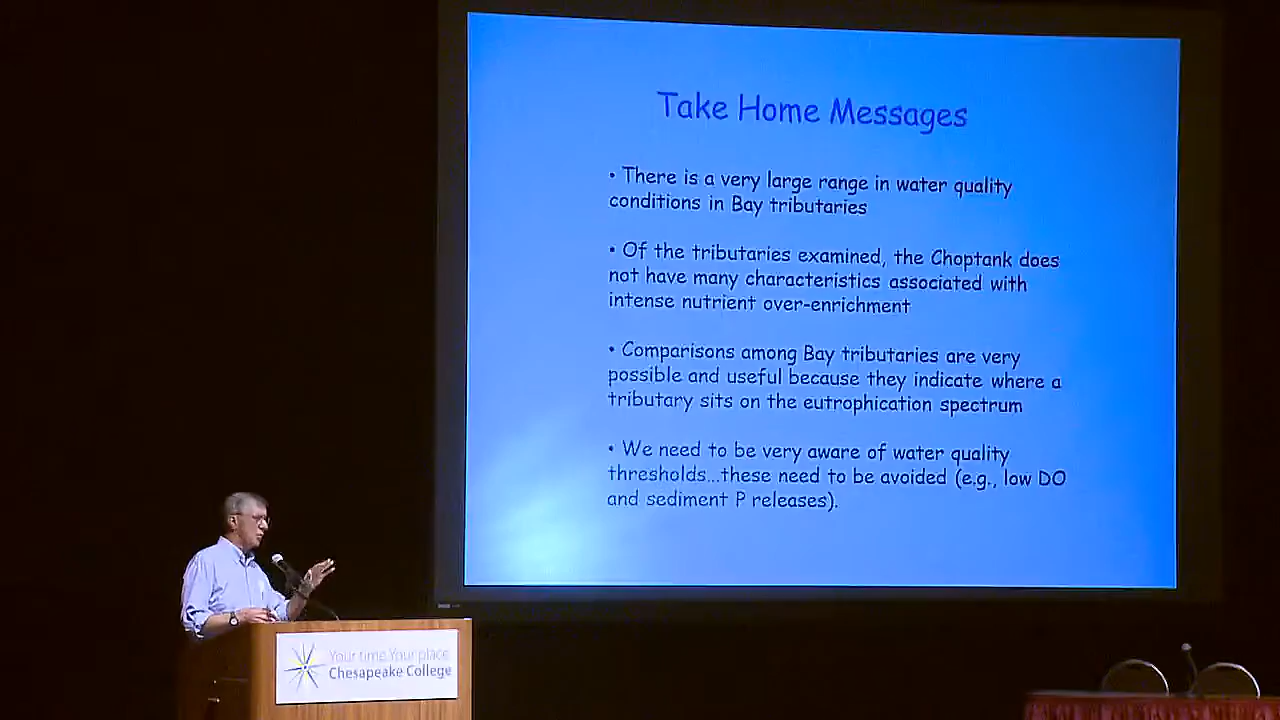 Take Home Messages
• There is a very large range in water quality
conditions in Bay tributaries
• Of the tributaries examined, the Choptank does
not have many characteristics associated with
intense nutrient over-enrichment
• Comparisons among Bay tributaries are very
possible and useful because they indicate where a
tributary sits on the eutrophication spectrum
• We need to be very aware of water quality
thresholds...these need to be avoided (e.g., low DO
and sediment P releases).
Your time. Your place.
Chesapeake College